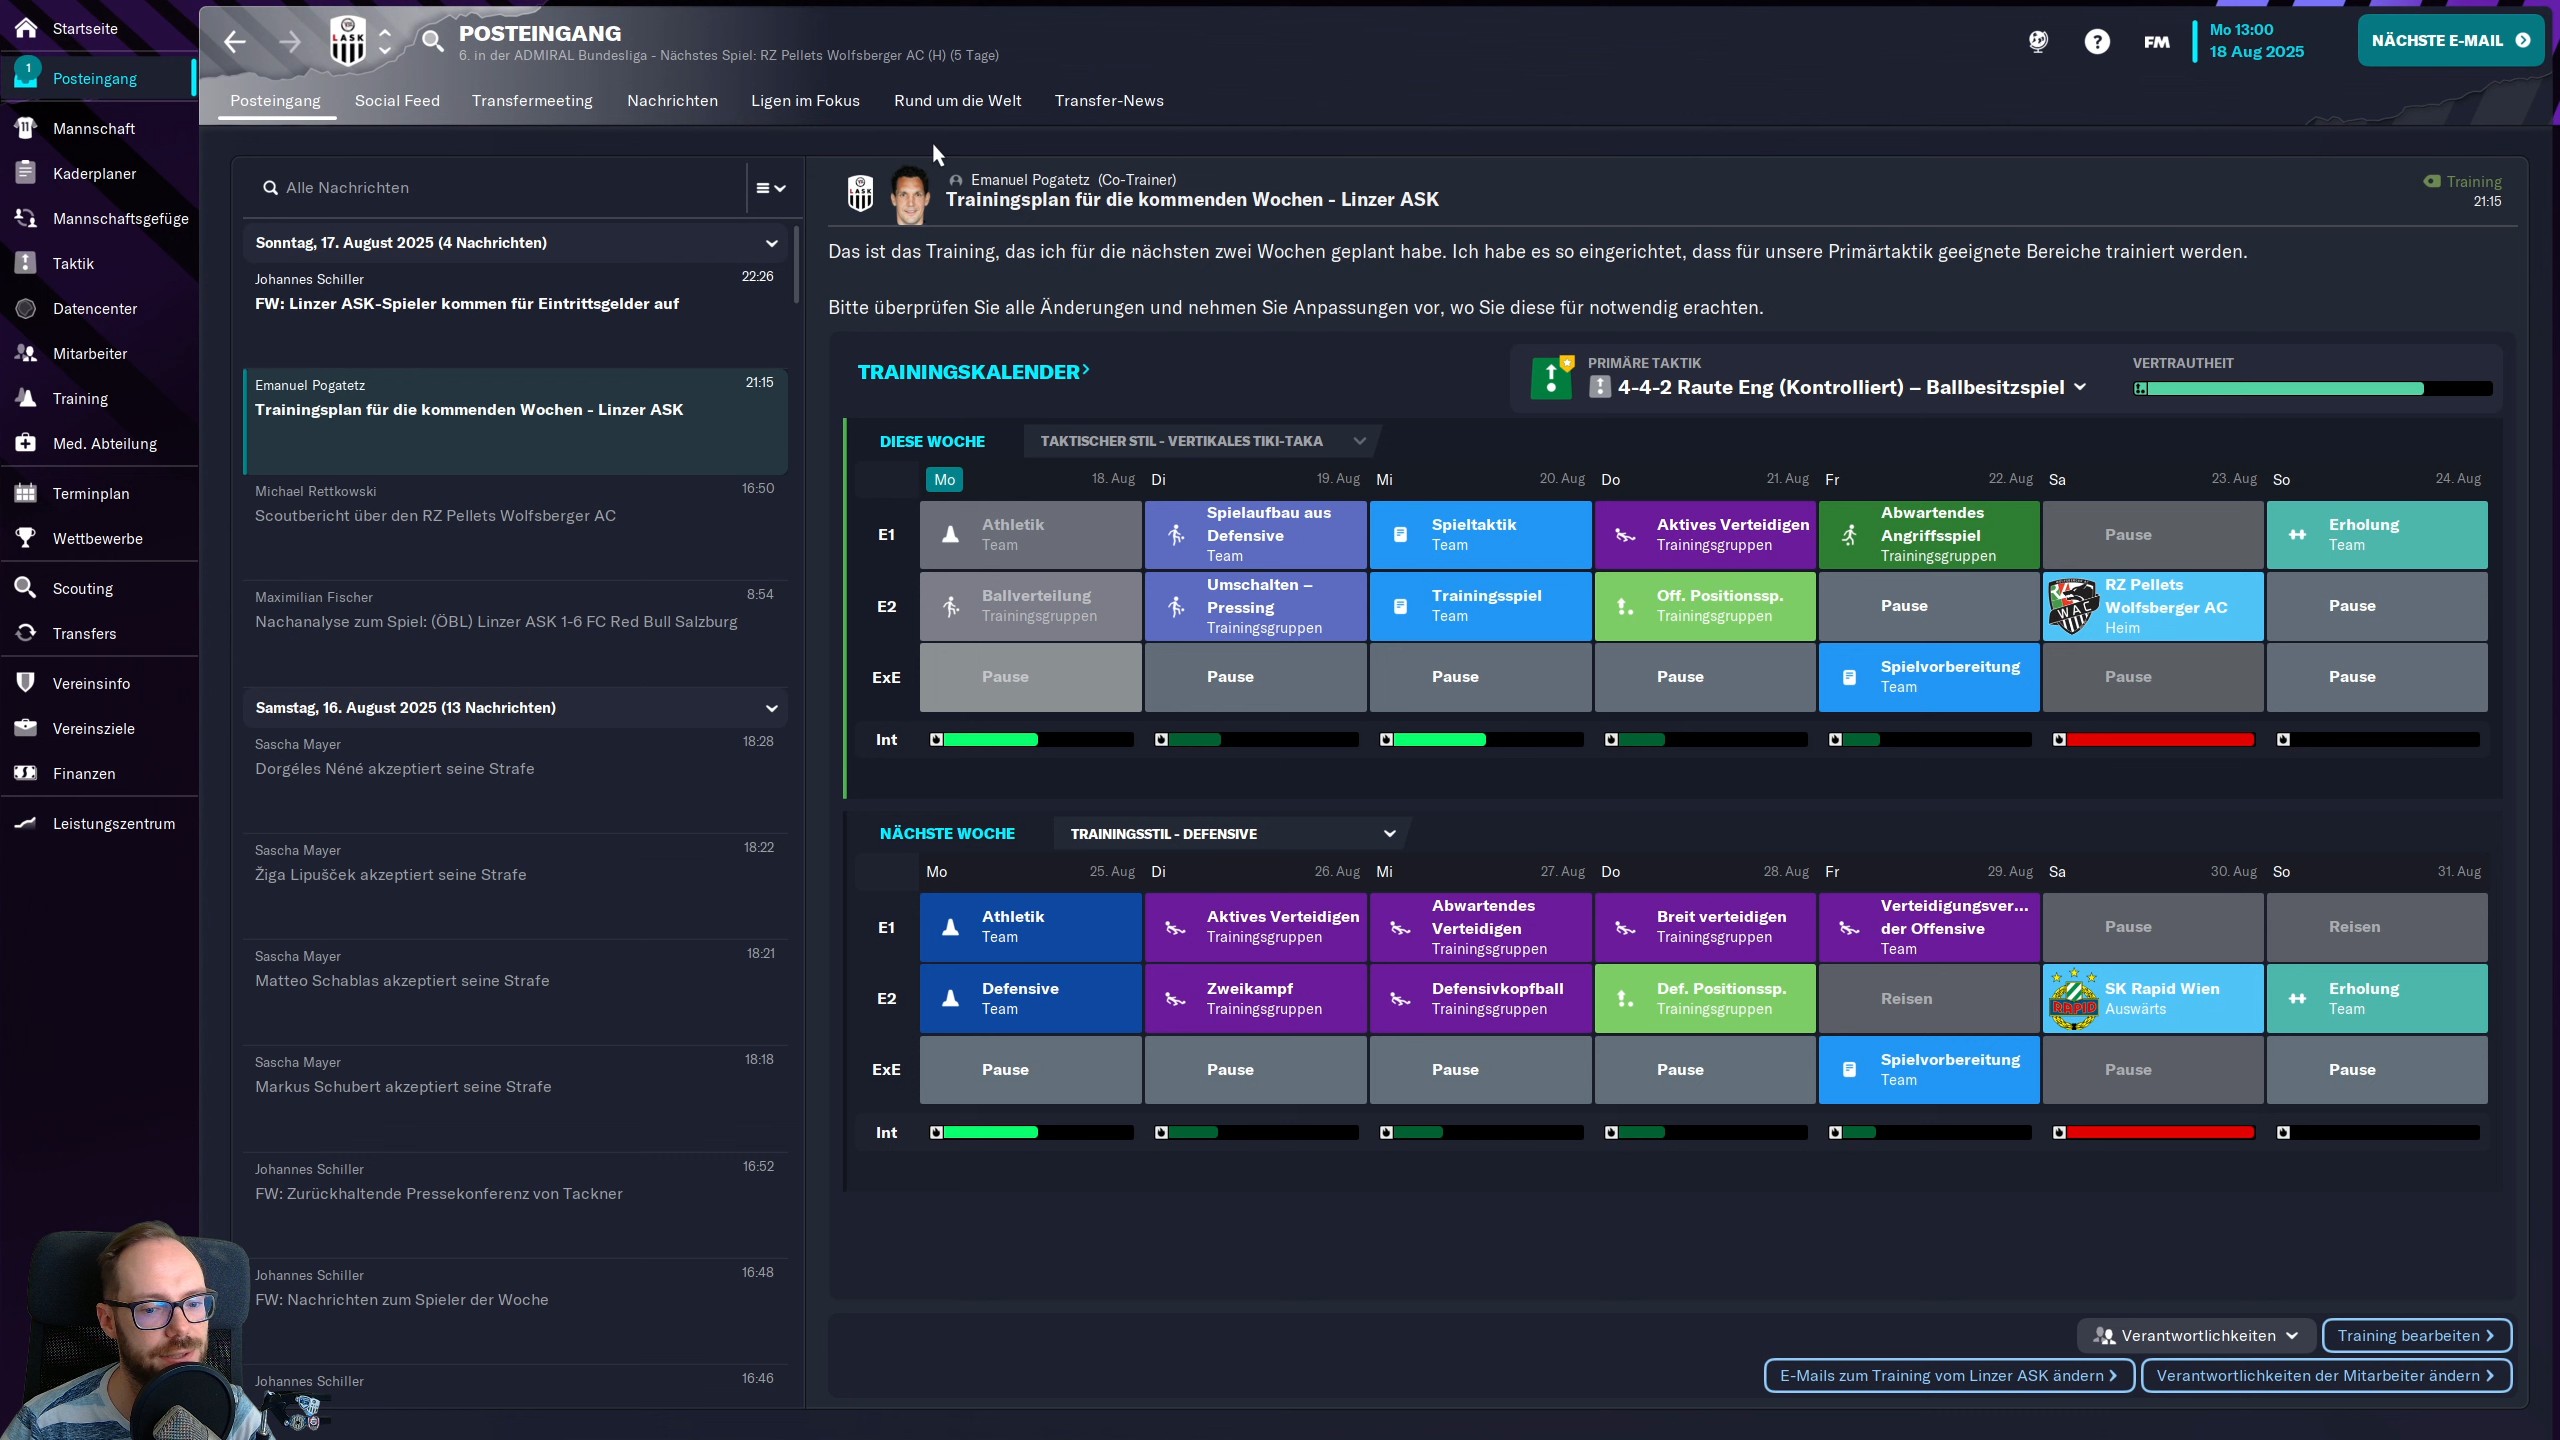 Startseite
1
Posteingang
Mannschaft
Kaderplaner
Mannschaftsgefüge
Taktik
Datencenter
Mitarbeiter
Training
Med. Abteilung
Terminplan
Wettbewerbe
Scouting
Transfers
Vereinsinfo
Vereinsziele
Finanzen
Leistungszentrum
LASK
POSTEINGANG
6. in der ADMIRAL Bundesliga - Nächstes Spiel: RZ Pellets Wolfsberger AC (H) (5 Tage)
?
FM
Mo 13:00
18 Aug 2025
NÄCHSTE E-MAIL
Posteingang
Social Feed
Transfermeeting
Nachrichten
Ligen im Fokus
Rund um die Welt
Transfer-News
Alle Nachrichten
Sonntag, 17. August 2025 (4 Nachrichten)
Johannes Schiller 22:26
FW: Linzer ASK-Spieler kommen für Eintrittsgelder auf
Emanuel Pogatetz 21:15
Trainingsplan für die kommenden Wochen - Linzer ASK
Michael Rettkowski 16:50
Scoutbericht über den RZ Pellets Wolfsberger AC
Maximilian Fischer 8:54
Nachanalyse zum Spiel: (ÖBL) Linzer ASK 1-6 FC Red Bull Salzburg
Samstag, 16. August 2025 (13 Nachrichten)
Sascha Mayer 18:28
Dorgéles Néné akzeptiert seine Strafe
Sascha Mayer 18:22
Žiga Lipušček akzeptiert seine Strafe
Sascha Mayer 18:21
Matteo Schablas akzeptiert seine Strafe
Sascha Mayer 18:18
Markus Schubert akzeptiert seine Strafe
Johannes Schiller 16:52
FW: Zurückhaltende Pressekonferenz von Tackner
Johannes Schiller 16:48
FW: Nachrichten zum Spieler der Woche
Johannes Schiller 16:46
LASK
Emanuel Pogatetz (Co-Trainer)
Trainingsplan für die kommenden Wochen - Linzer ASK
Training
21:15
Das ist das Training, das ich für die nächsten zwei Wochen geplant habe. Ich habe es so eingerichtet, dass für unsere Primärtaktik geeignete Bereiche trainiert werden.
Bitte überprüfen Sie alle Änderungen und nehmen Sie Anpassungen vor, wo Sie diese für notwendig erachten.
TRAININGSKALENDER
PRIMÄRE TAKTIK
4-4-2 Raute Eng (Kontrolliert) – Ballbesitzspiel
VERTRAUTHEIT
DIESE WOCHE
TAKTISCHER STIL - VERTIKALES TIKI-TAKA
Mo 18. Aug Di 19. Aug Mi 20. Aug Do 21. Aug Fr 22. Aug Sa 23. Aug So 24. Aug
E1
Athletik
Team
Spielaufbau aus
Defensive
Team
Spieltaktik
Team
Aktives Verteidigen
Trainingsgruppen
Abwartendes
Angriffsspiel
Trainingsgruppen
Pause
Erholung
Team
E2
Ballverteilung
Trainingsgruppen
Umschalten –
Pressing
Trainingsgruppen
Trainingsspiel
Team
Off. Positionssp.
Trainingsgruppen
Pause
WAC
RZ Pellets
Wolfsberger AC
Heim
Pause
ExE
Pause
Pause
Pause
Pause
Spielvorbereitung
Team
Pause
Pause
Int
NÄCHSTE WOCHE
TRAININGSSTIL - DEFENSIVE
Mo 25. Aug Di 26. Aug Mi 27. Aug Do 28. Aug Fr 29. Aug Sa 30. Aug So 31. Aug
E1
Athletik
Team
Aktives Verteidigen
Trainingsgruppen
Abwartendes
Verteidigen
Trainingsgruppen
Breit verteidigen
Trainingsgruppen
Verteidigungsver...
der Offensive
Team
Pause
Reisen
E2
Defensive
Team
Zweikampf
Trainingsgruppen
Defensivkopfball
Trainingsgruppen
Def. Positionssp.
Trainingsgruppen
Reisen
RAPID
SK Rapid Wien
Auswärts
Erholung
Team
ExE
Pause
Pause
Pause
Pause
Spielvorbereitung
Team
Pause
Pause
Int
Verantwortlichkeiten
Training bearbeiten
E-Mails zum Training vom Linzer ASK ändern
Verantwortlichkeiten der Mitarbeiter ändern